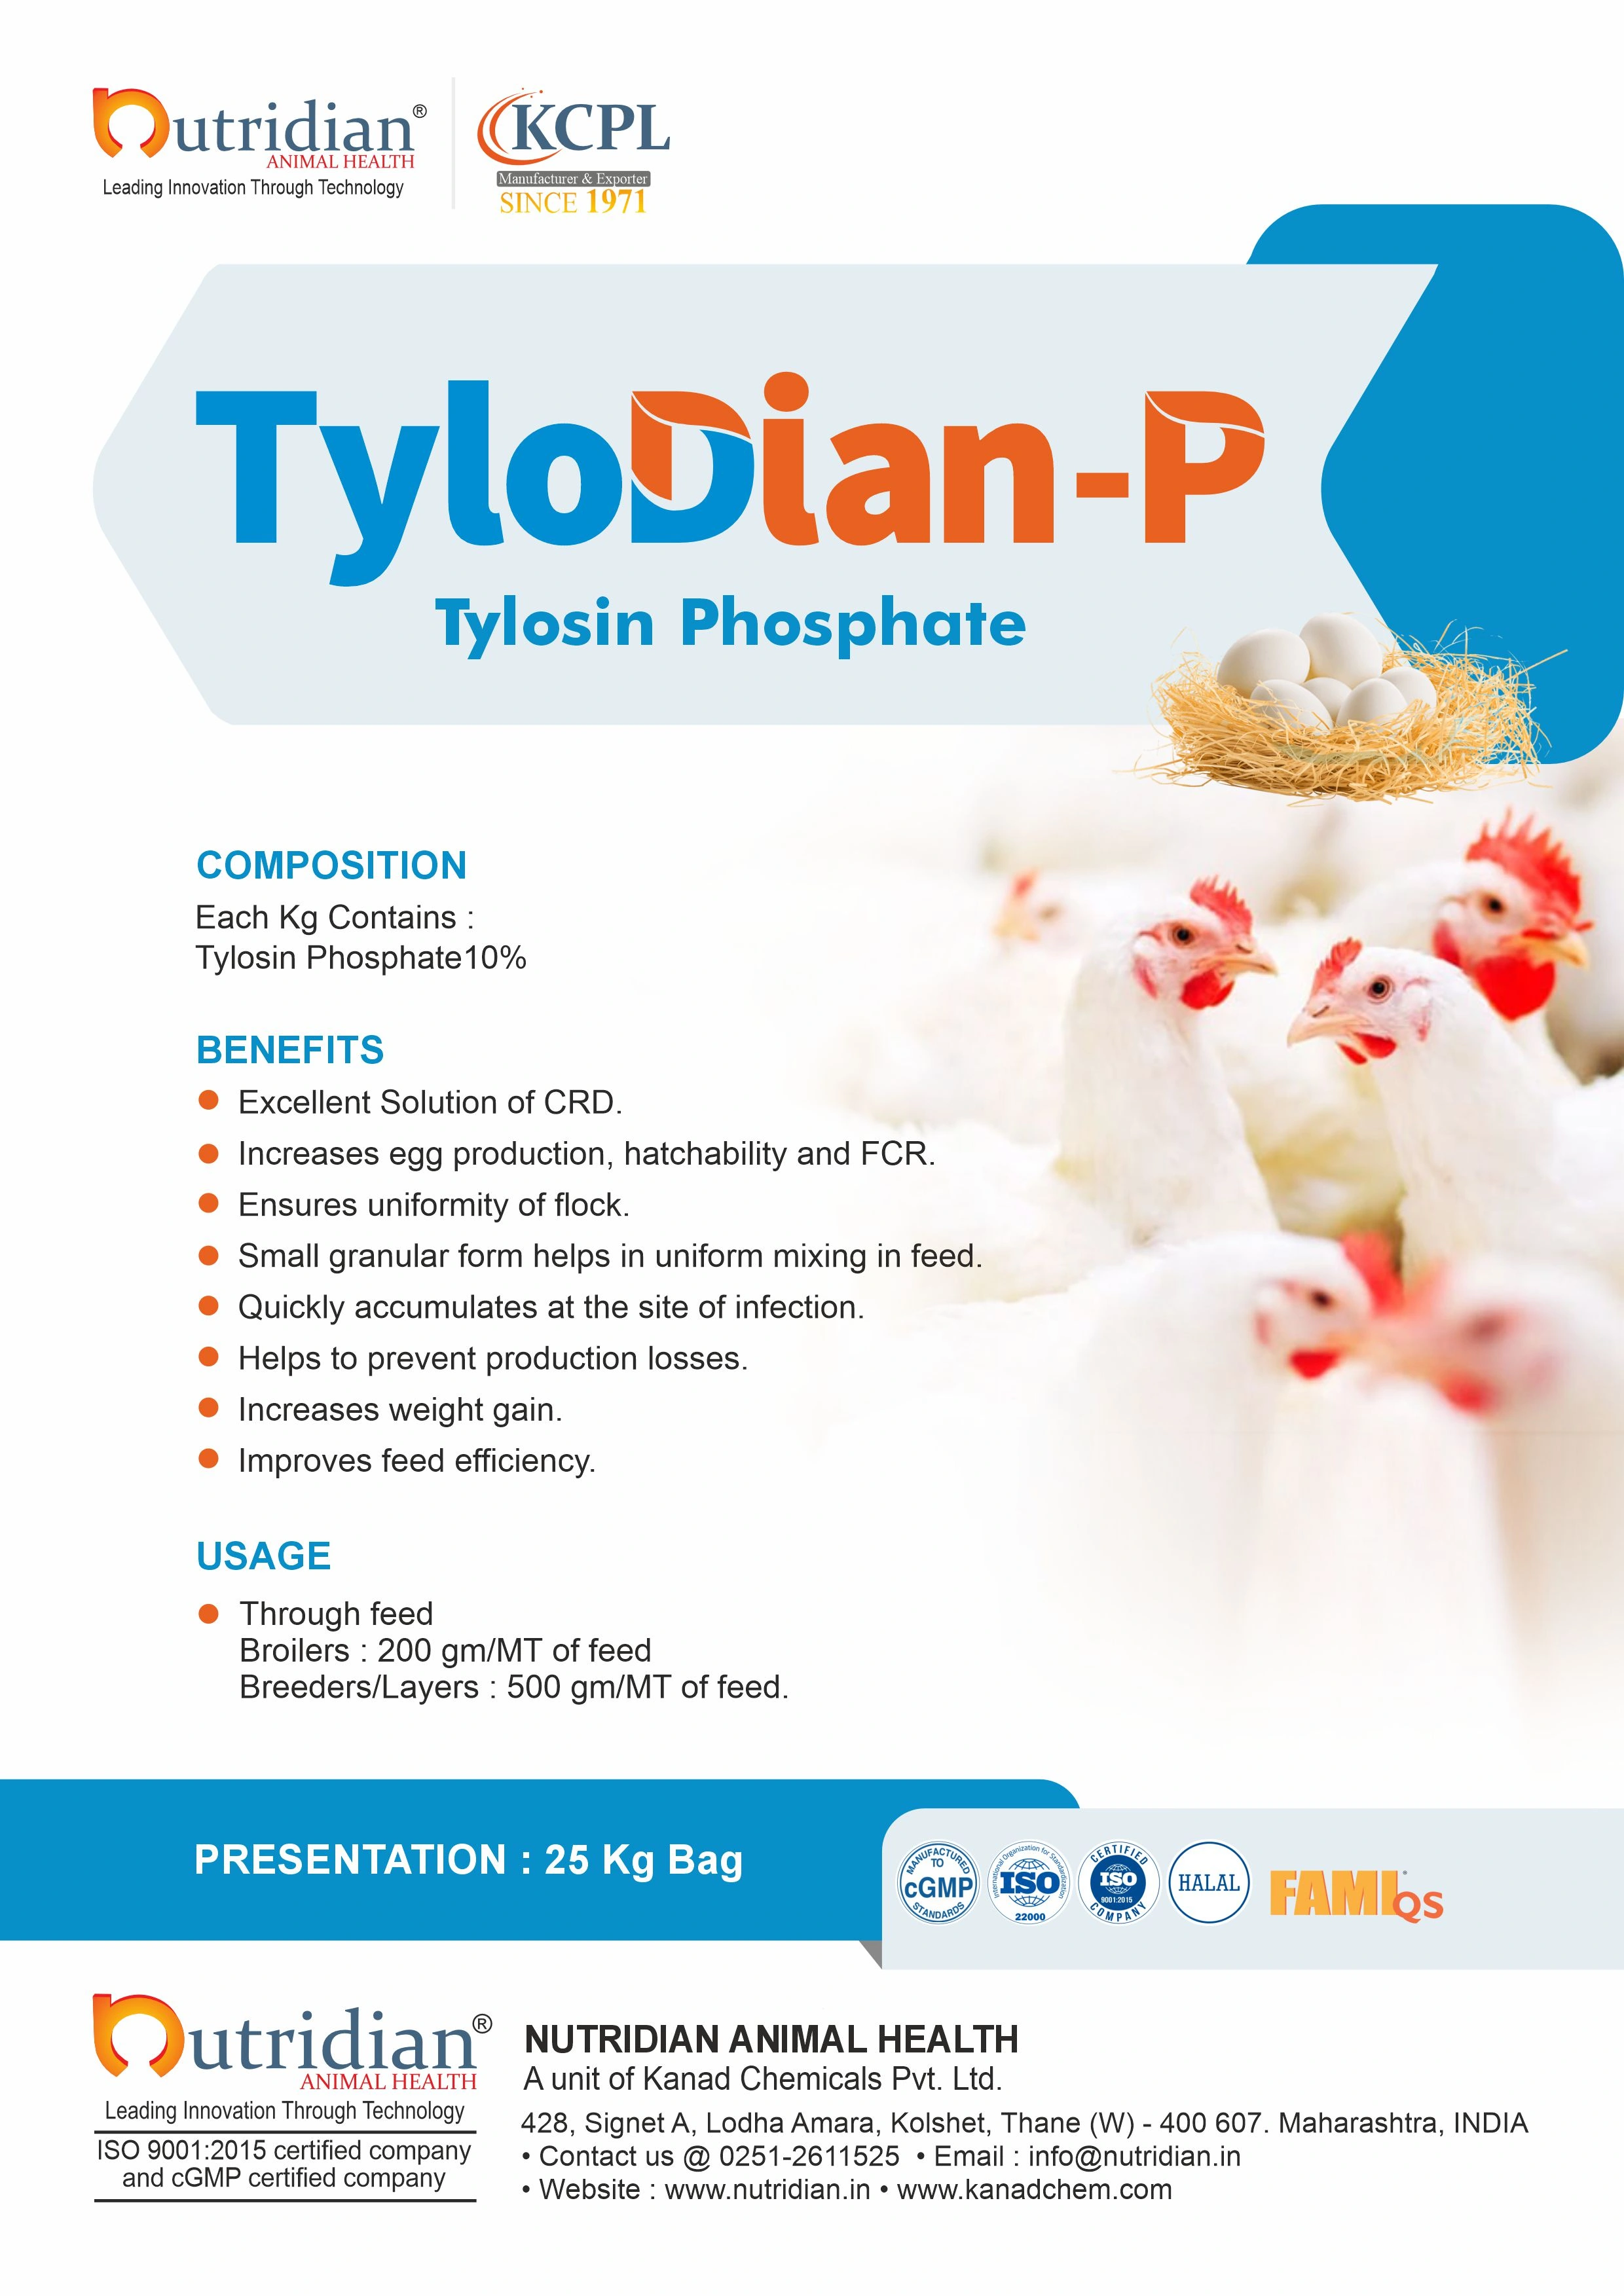 nutridian®
ANIMAL HEALTH
Leading Innovation Through Technology
KCPL
Manufacturer & Exporter
SINCE 1971
TyloDian-P
Tylosin Phosphate
COMPOSITION
Each Kg Contains :
Tylosin Phosphate10%
BENEFITS
Excellent Solution of CRD.
Increases egg production, hatchability and FCR.
Ensures uniformity of flock.
Small granular form helps in uniform mixing in feed.
Quickly accumulates at the site of infection.
Helps to prevent production losses.
Increases weight gain.
Improves feed efficiency.
USAGE
Through feed
Broilers : 200 gm/MT of feed
Breeders/Layers : 500 gm/MT of feed.
PRESENTATION : 25 Kg Bag
MANUFACTURED
TO
cGMP
STANDARDS
International Organization for Standardization
ISO
22000
CERTIFIED
ISO
9001:2015
COMPANY
HALAL
FAMI QS
nutridian®
ANIMAL HEALTH
Leading Innovation Through Technology
ISO 9001:2015 certified company
and cGMP certified company
NUTRIDIAN ANIMAL HEALTH
A unit of Kanad Chemicals Pvt. Ltd.
428, Signet A, Lodha Amara, Kolshet, Thane (W) - 400 607. Maharashtra, INDIA
• Contact us @ 0251-2611525 • Email : info@nutridian.in
• Website : www.nutridian.in • www.kanadchem.com